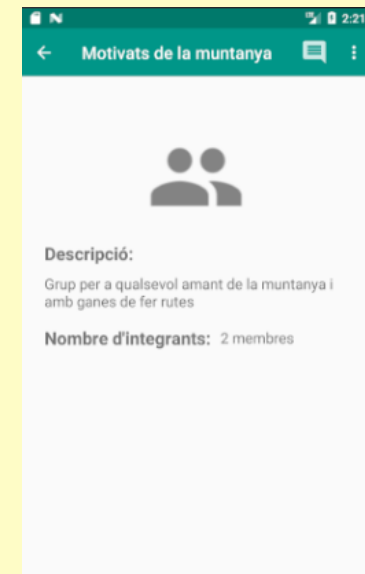 2:21
Motivats de la muntanya
Descripció:
Grup per a qualsevol amant de la muntanya i
amb ganes de fer rutes
Nombre d'integrants: 2 membres